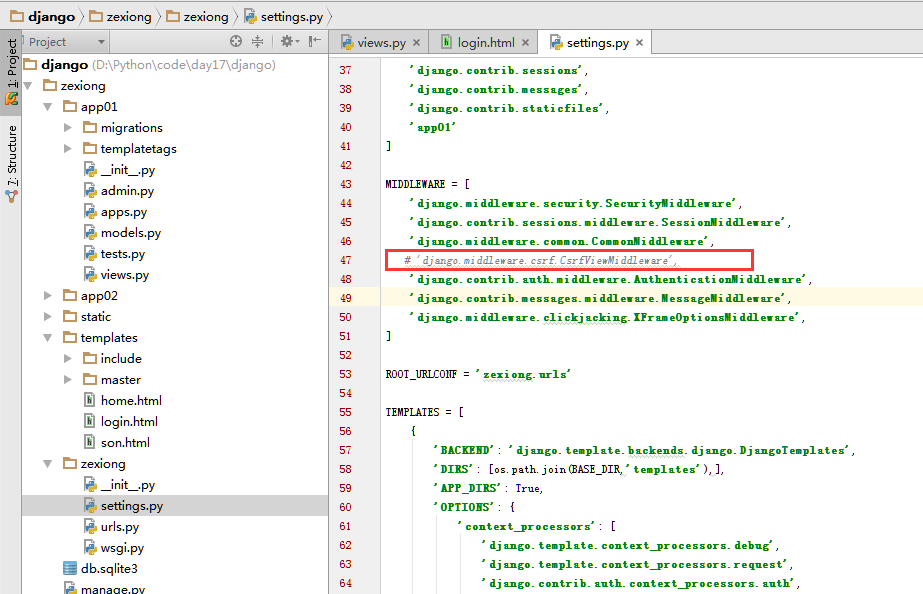 django zexiong zexiong settings.py
Project
views.py login.html settings.py
1: Project
7: Structure
django (D:\Python\code\day17\django)
zexiong
app01
migrations
templatetags
__init__.py
admin.py
apps.py
models.py
tests.py
views.py
app02
static
templates
include
master
home.html
login.html
son.html
zexiong
__init__.py
settings.py
urls.py
wsgi.py
db.sqlite3
manage.py
37 'django.contrib.sessions',
38 'django.contrib.messages',
39 'django.contrib.staticfiles',
40 'app01'
41 ]
42
43 MIDDLEWARE = [
44 'django.middleware.security.SecurityMiddleware',
45 'django.contrib.sessions.middleware.SessionMiddleware',
46 'django.middleware.common.CommonMiddleware',
47 # 'django.middleware.csrf.CsrfViewMiddleware',
48 'django.contrib.auth.middleware.AuthenticationMiddleware',
49 'django.contrib.messages.middleware.MessageMiddleware',
50 'django.middleware.clickjacking.XFrameOptionsMiddleware',
51 ]
52
53 ROOT_URLCONF = 'zexiong.urls'
54
55 TEMPLATES = [
56 {
57 'BACKEND': 'django.template.backends.django.DjangoTemplates',
58 'DIRS': [os.path.join(BASE_DIR,'templates'),],
59 'APP_DIRS': True,
60 'OPTIONS': {
61 'context_processors': [
62 'django.template.context_processors.debug',
63 'django.template.context_processors.request',
64 'django.contrib.auth.context_processors.auth',